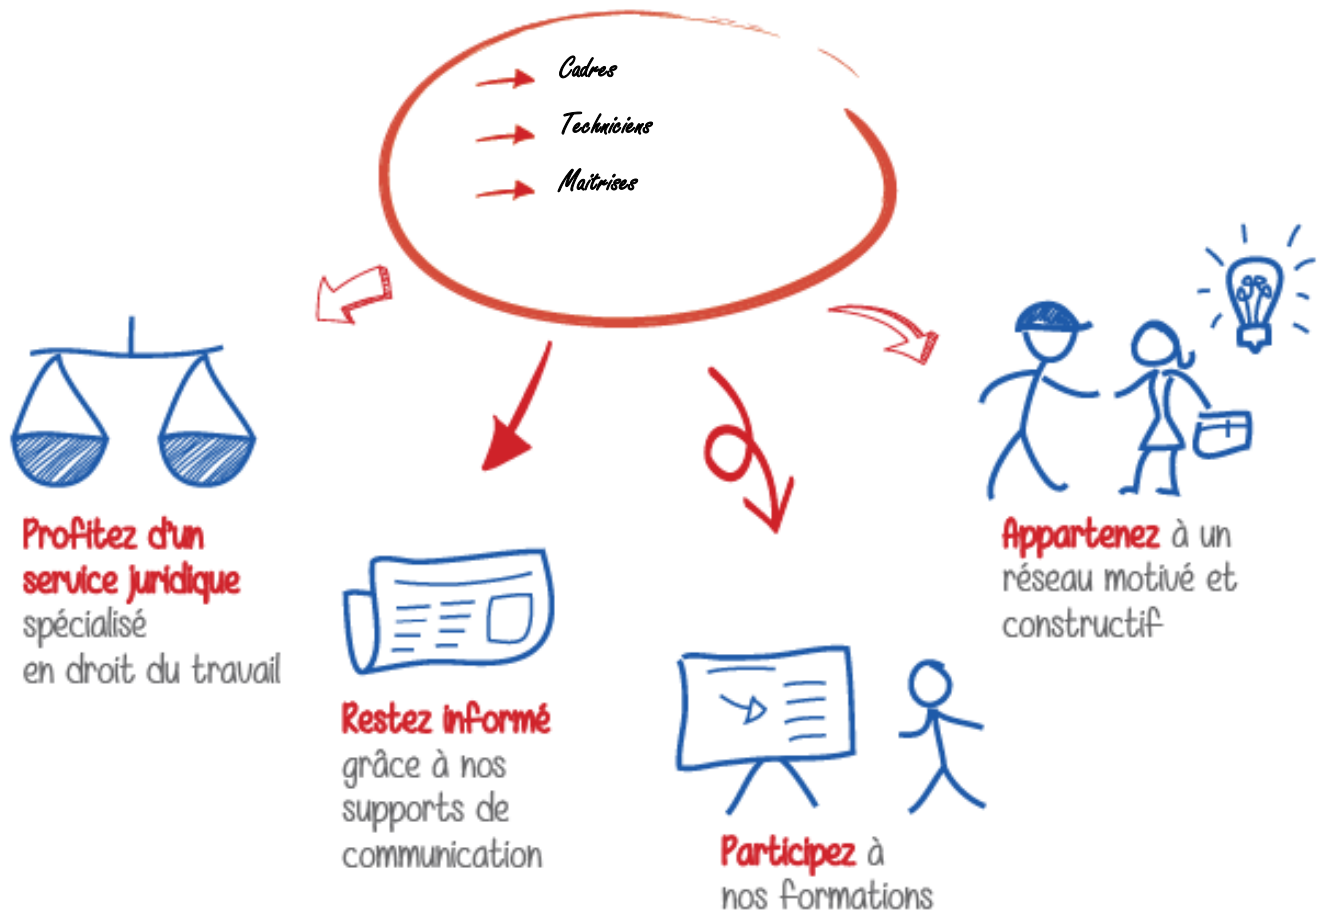 Cadres
Techniciens
Maitrises
Profitez d'un
service juridique
spécialisé
en droit du travail
Restez informé
grâce à nos
supports de
communication
Participez à
nos formations
Appartenez à un
réseau motivé et
constructif